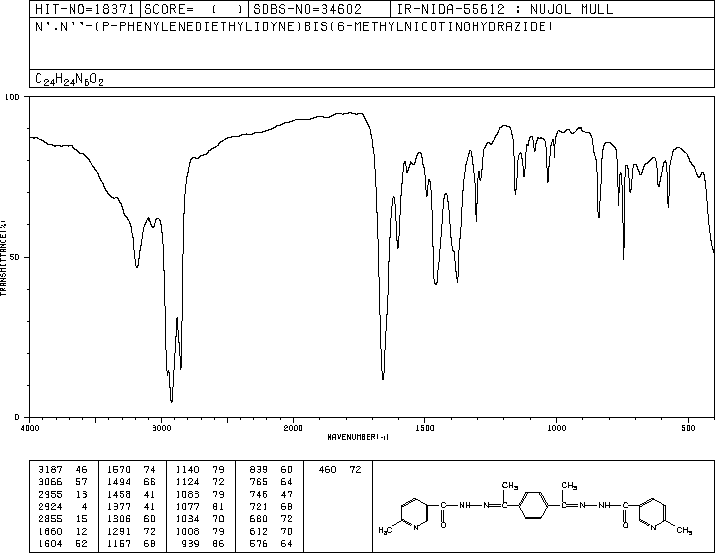 HIT-NO=18371 SCORE= ( ) SDBS-NO=34602 IR-NIDA-55612 : NUJOL MULL
N'.N''-(P-PHENYLENEDIETHYLIDYNE)BIS(6-METHYLNICOTINOHYDRAZIDE)
C24H24N6O2
100
50
0
TRANSMITTANCE(%)
4000 3000 2000 1500 1000 500
WAVENUMBER(-1)
3187 46 1570 74 1140 79 839 60 460 72
3066 57 1494 66 1124 72 765 64
2955 13 1458 41 1083 79 746 47
2924 4 1377 41 1077 81 721 68
2855 15 1306 60 1034 70 680 72
1660 12 1291 72 1008 79 612 70
1604 52 1157 68 939 86 576 64
CH3 CH3
C NH N C C N NH C
O O
N N
H3C CH3